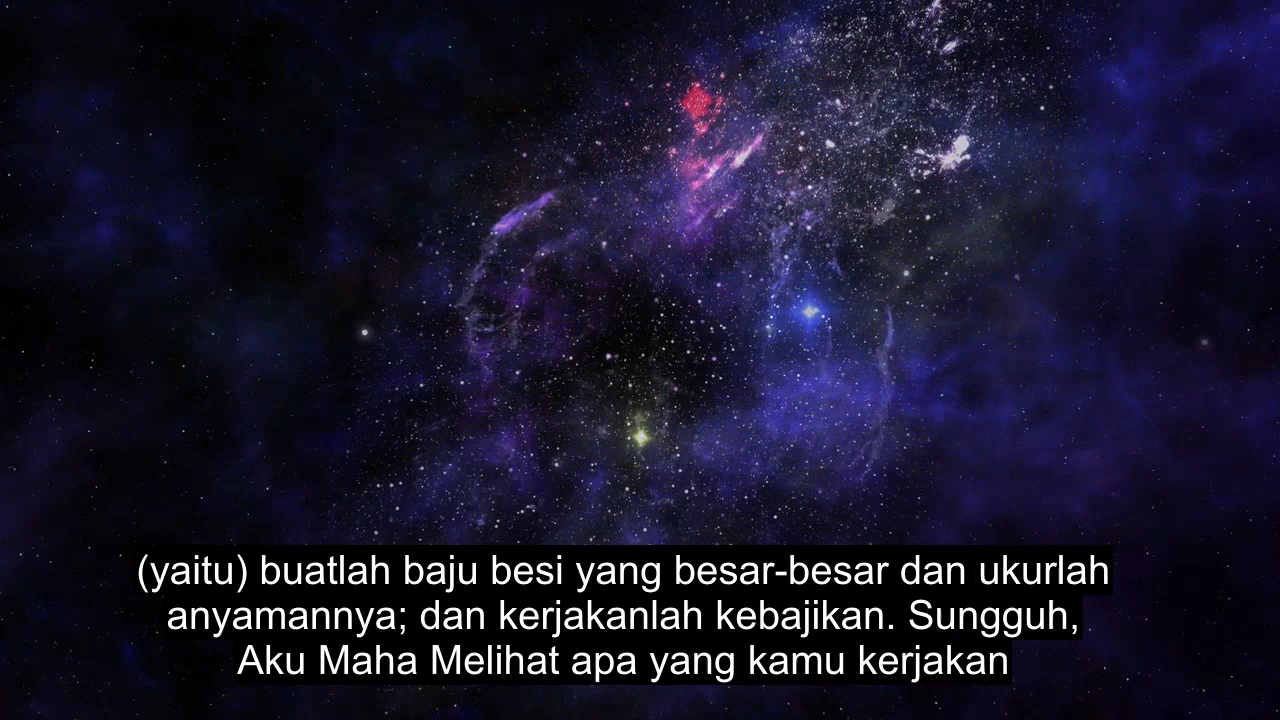 (yaitu) buatlah baju besi yang besar-besar dan ukurlah
anyamannya; dan kerjakanlah kebajikan. Sungguh,
Aku Maha Melihat apa yang kamu kerjakan